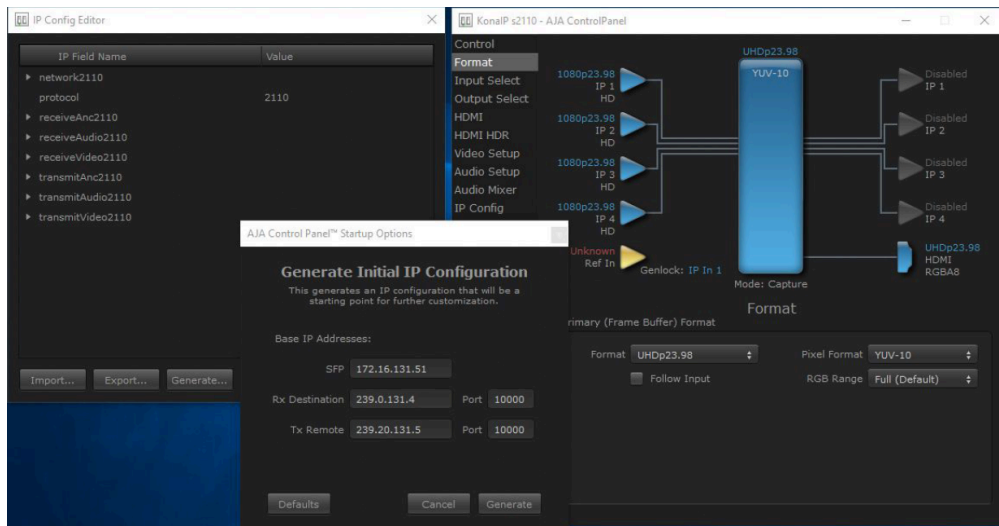 IP Config Editor
IP Field Name Value
network2110
protocol 2110
receiveAnc2110
receiveAudio2110
receiveVideo2110
transmitAnc2110
transmitAudio2110
transmitVideo2110
Import... Export... Generate...
AJA Control Panel™ Startup Options
Generate Initial IP Configuration
This generates an IP configuration that will be a
starting point for further customization.
Base IP Addresses:
SFP 172.16.131.51
Rx Destination 239.0.131.4 Port 10000
Tx Remote 239.20.131.5 Port 10000
Defaults Cancel Generate
KonaIP s2110 - AJA ControlPanel
Control
Format
Input Select
Output Select
HDMI
HDMI HDR
Video Setup
Audio Setup
Audio Mixer
IP Config
UHDp23.98
YUV-10
1080p23.98
IP 1
HD
1080p23.98
IP 2
HD
1080p23.98
IP 3
HD
1080p23.98
IP 4
HD
Unknown
Ref In
Genlock: IP In 1
Mode: Capture
Disabled
IP 1
Disabled
IP 2
Disabled
IP 3
Disabled
IP 4
UHDp23.98
HDMI
RGBA8
Format
rimary (Frame Buffer) Format
Format UHDp23.98 Pixel Format YUV-10
Follow Input RGB Range Full (Default)